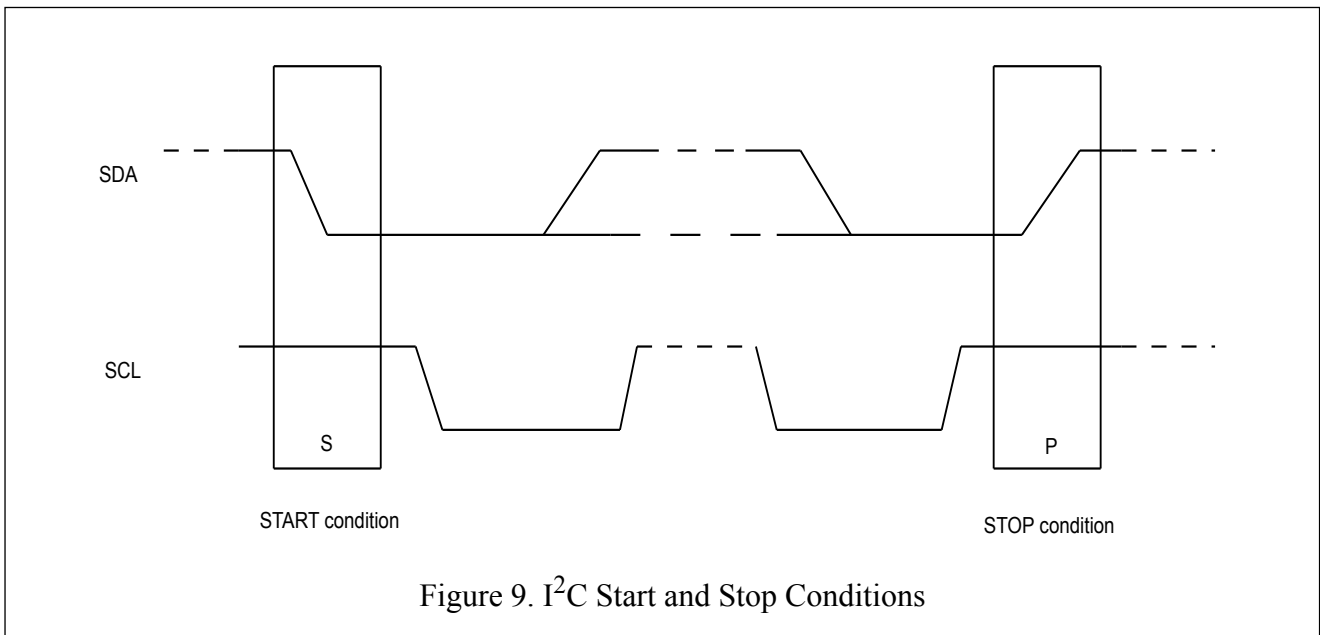 SDA
SCL
S
P
START condition
STOP condition
Figure 9. I²C Start and Stop Conditions